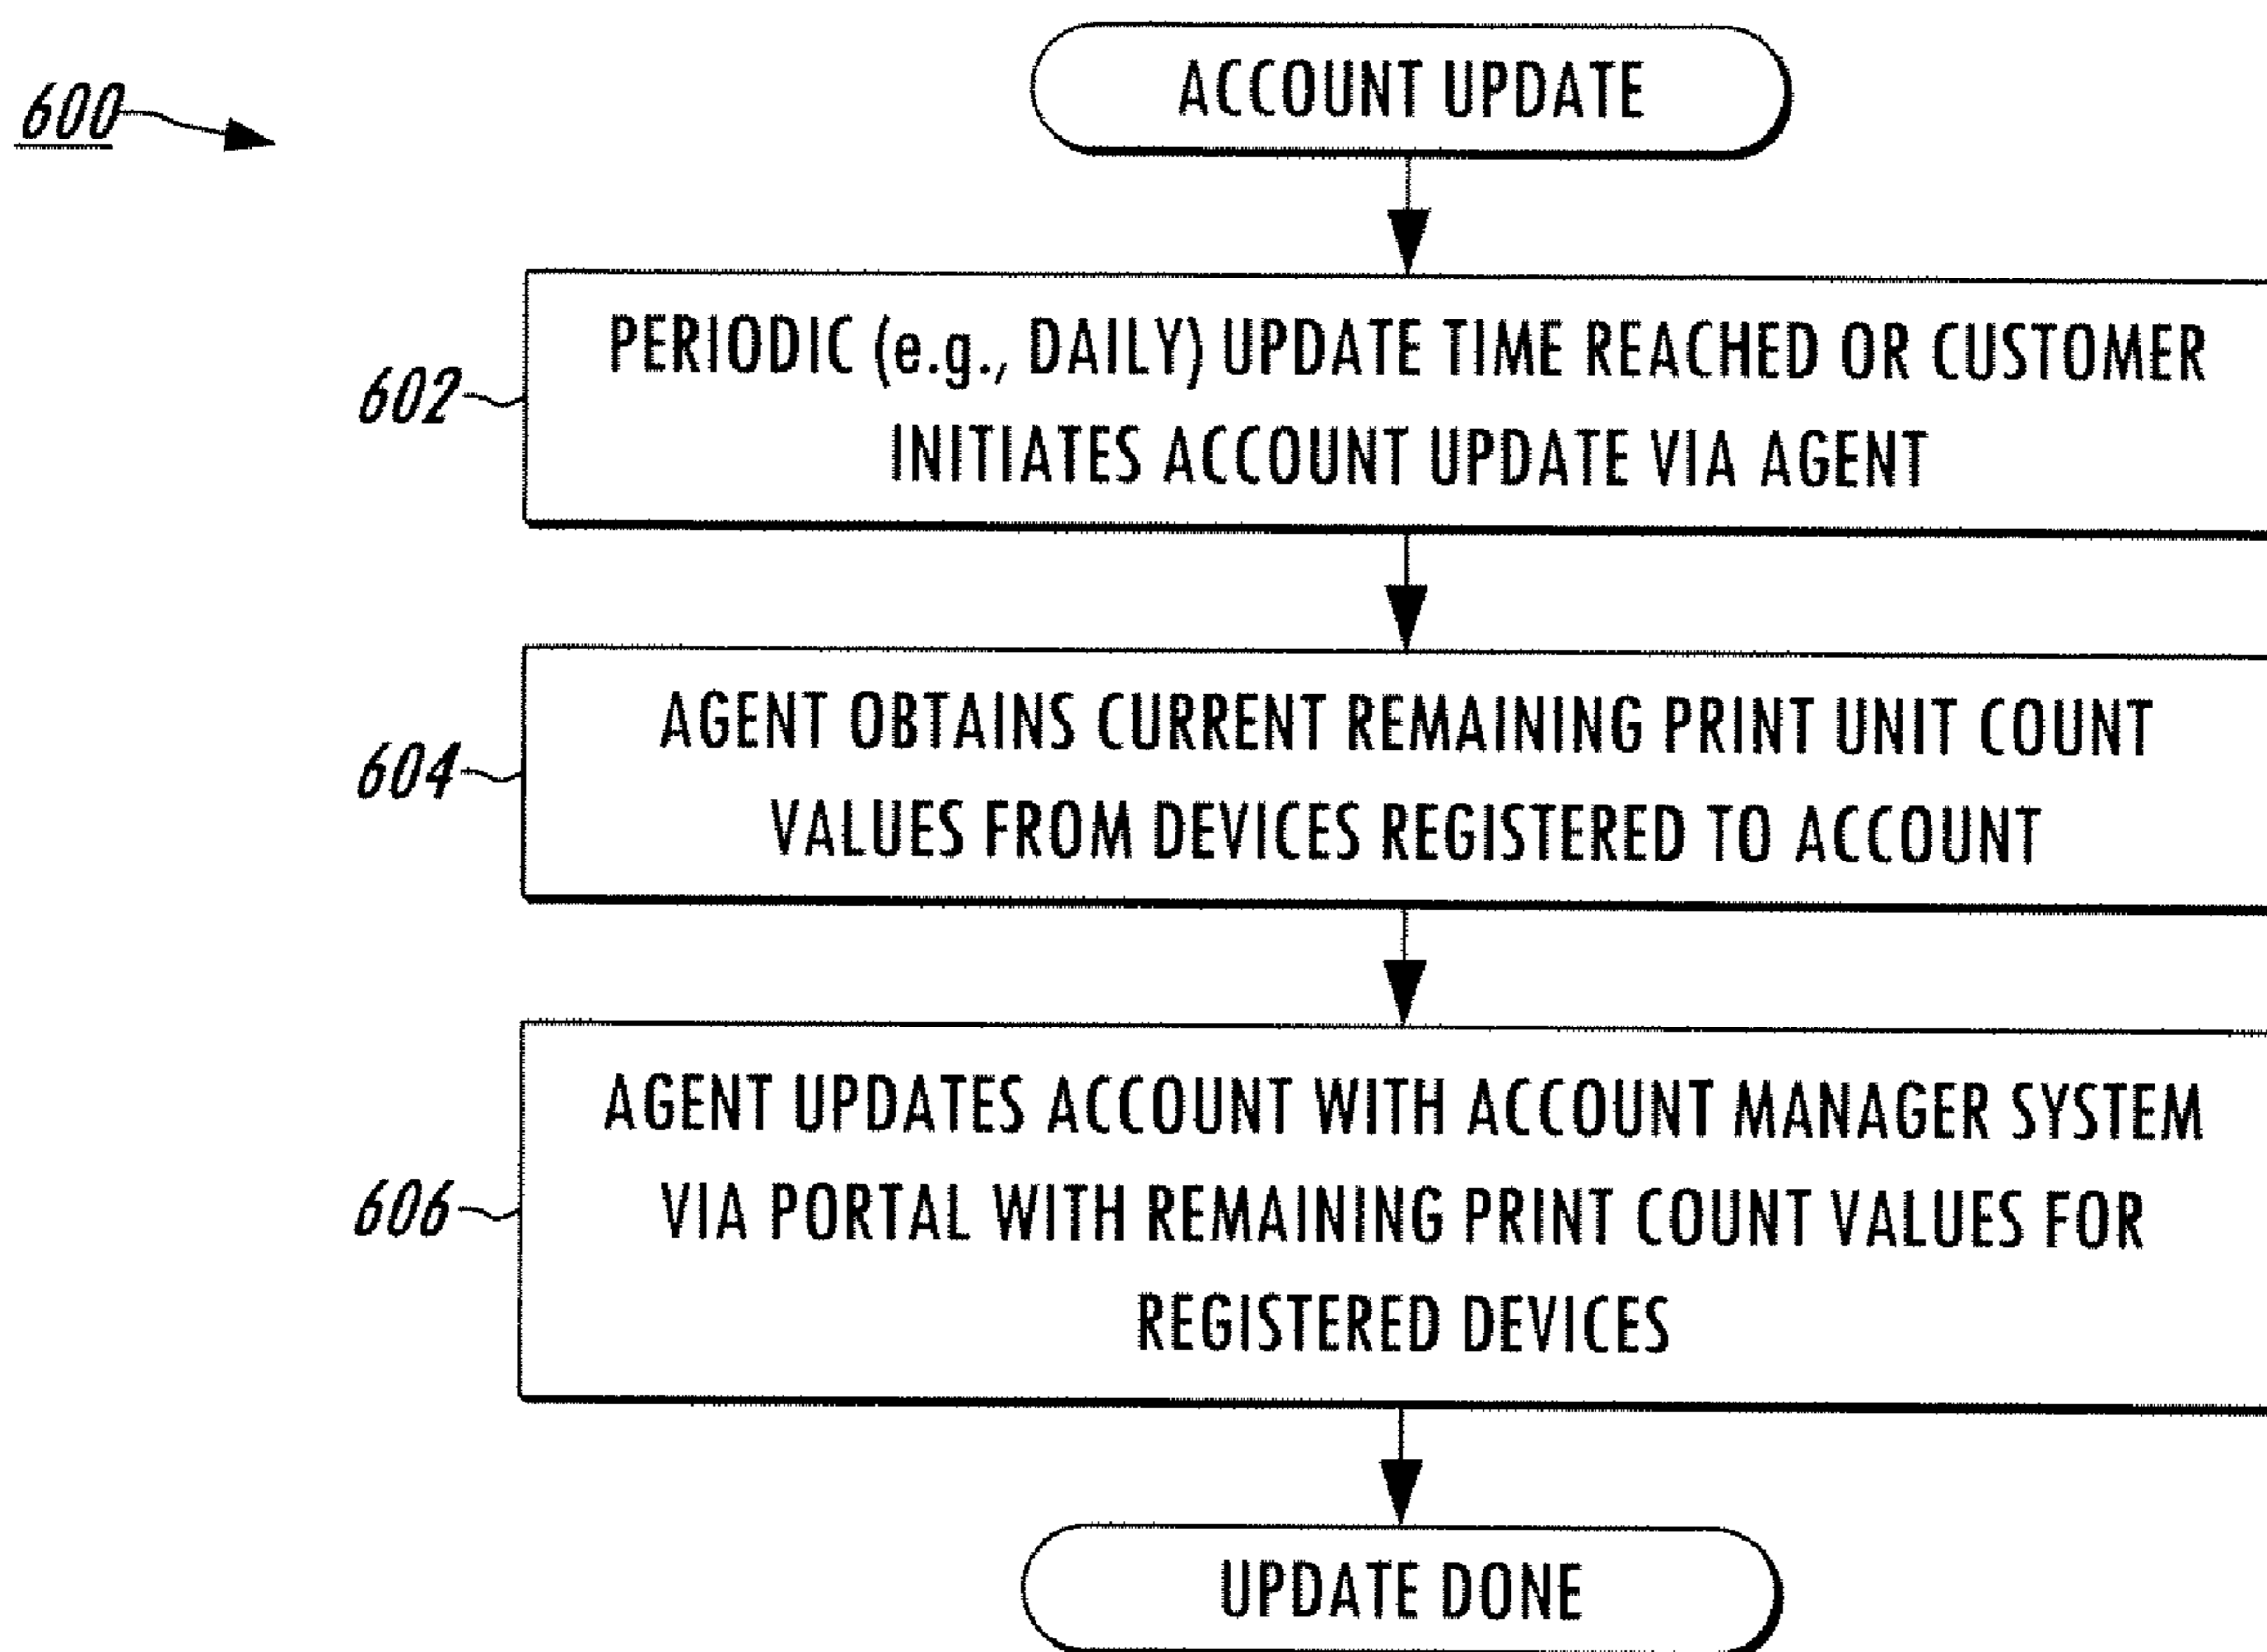 600
ACCOUNT UPDATE
602
PERIODIC (e.g., DAILY) UPDATE TIME REACHED OR CUSTOMER
INITIATES ACCOUNT UPDATE VIA AGENT
604
AGENT OBTAINS CURRENT REMAINING PRINT UNIT COUNT
VALUES FROM DEVICES REGISTERED TO ACCOUNT
606
AGENT UPDATES ACCOUNT WITH ACCOUNT MANAGER SYSTEM
VIA PORTAL WITH REMAINING PRINT COUNT VALUES FOR
REGISTERED DEVICES
UPDATE DONE